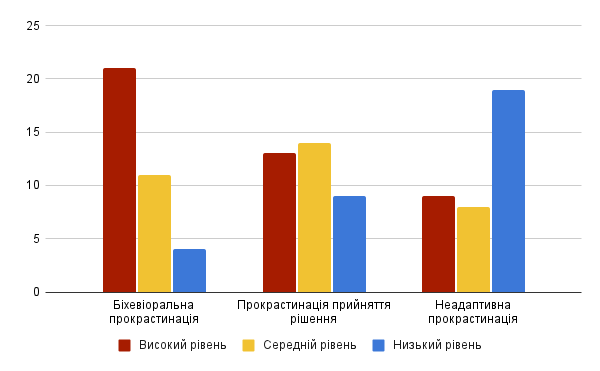 25
20
15
10
5
0
Біхевіоральна
прокрастинація
Прокрастинація прийняття
рішення
Неадаптивна
прокрастинація
Високий рівень
Середній рівень
Низький рівень